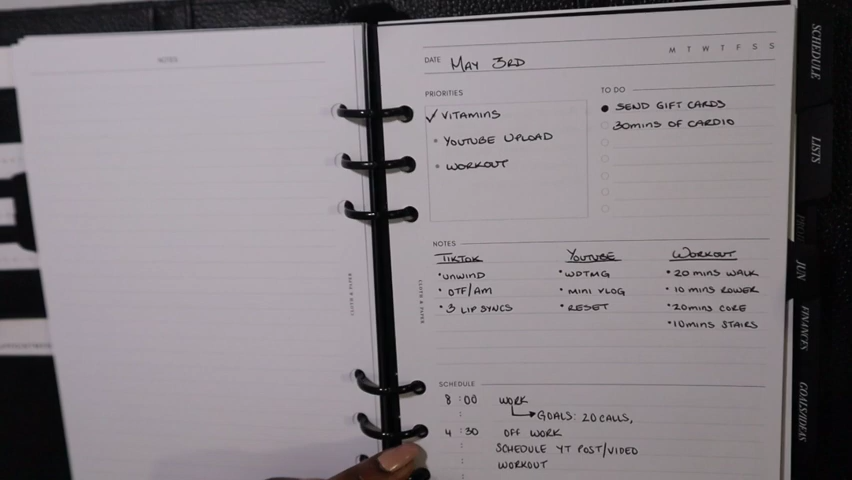 NOTES
DATE May 3RD
M T W T F S S
PRIORITIES
✓ VITAMINS
• YOUTUBE UPLOAD
• WORKOUT
TO DO
● SEND GIFT CARDS
30MINS OF CARDIO
NOTES
TIKTOK
• UNWIND
• OTF/AM
• 3 LIP SYNCS
YOUTUBE
• WDTMG
• MINI VLOG
• RESET
WORKOUT
• 20 MINS WALK
• 10 MINS ROWER
• 20MINS CORE
• 10MINS STAIRS
SCHEDULE
8 :00 WORK
GOALS: 20 CALLS,
4 :30 OFF WORK
SCHEDULE YT POST/VIDEO
WORKOUT
SCHEDULE
LISTS
JUN
FINANCES
GOALS/IDEAS